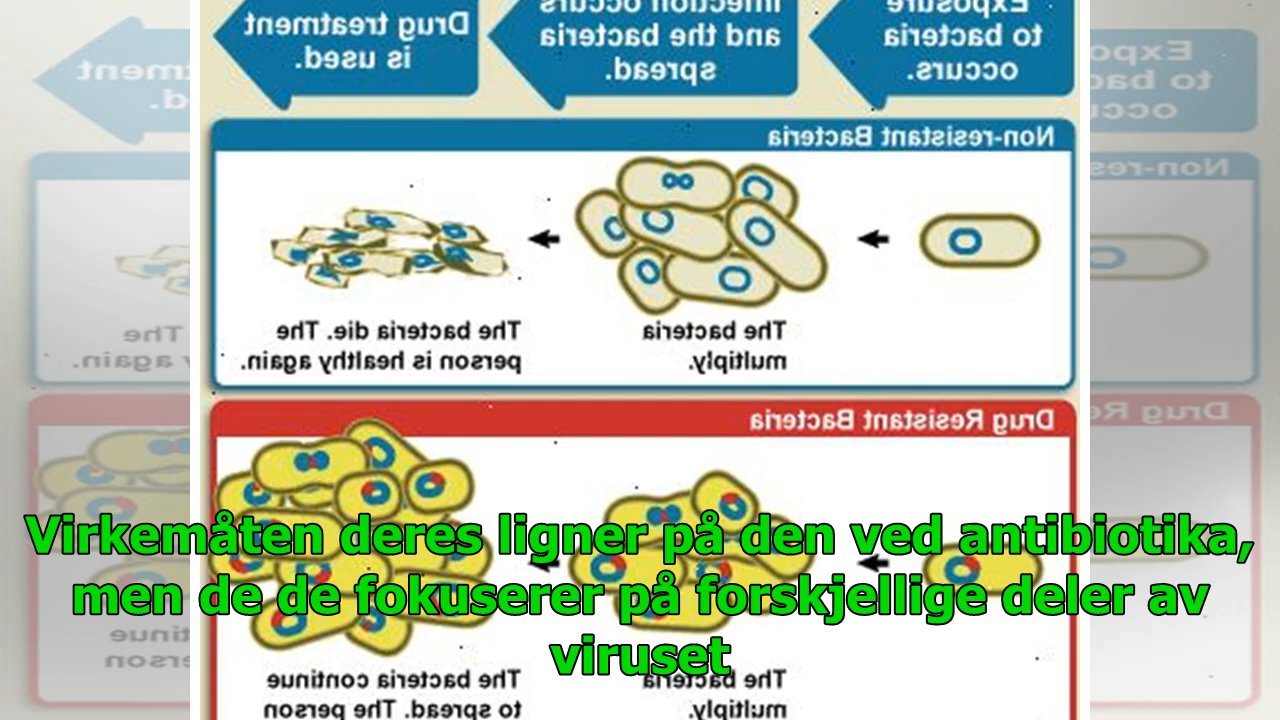 Exposure
to bacteria
occurs.
infection occurs
and the bacteria
spread.
Drug treatment
is used.
Non-resistant Bacteria
The bacteria
multiply.
The bacteria die. The
person is healthy again.
Drug Resistant Bacteria
The bacteria
multiply.
The bacteria continue
to spread. The person
Virkemåten deres ligner på den ved antibiotika,
men de de fokuserer på forskjellige deler av
viruset